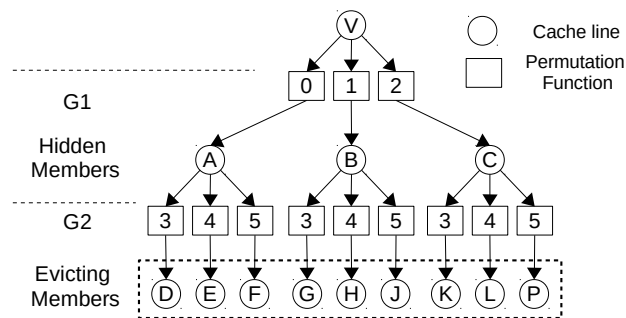 V
Cache line
Permutation
Function
0 1 2
G1
Hidden
Members
A B C
G2
3 4 5 3 4 5 3 4 5
Evicting
Members
D E F G H J K L P